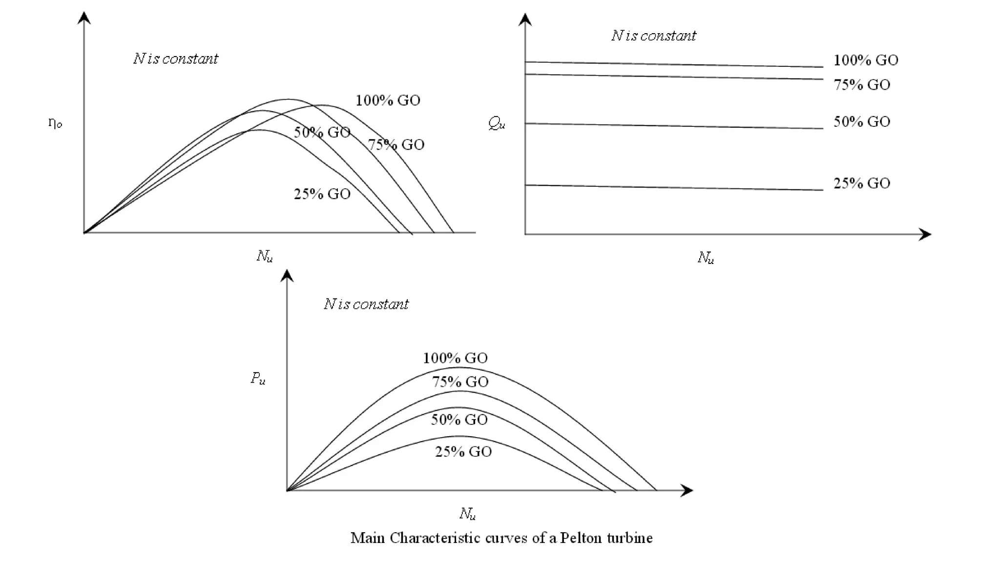 N is constant
100% GO
ηo
50% GO
75% GO
25% GO
Nu
N is constant
100% GO
75% GO
Qu
50% GO
25% GO
Nu
N is constant
100% GO
Pu
75% GO
50% GO
25% GO
Nu
Main Characteristic curves of a Pelton turbine